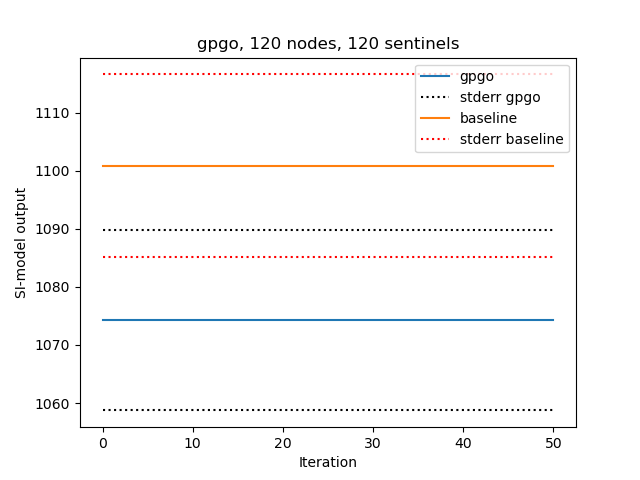 gpgo, 120 nodes, 120 sentinels
gpgo
stderr gpgo
baseline
stderr baseline
SI-model output
1110
1100
1090
1080
1070
1060
0 10 20 30 40 50
Iteration